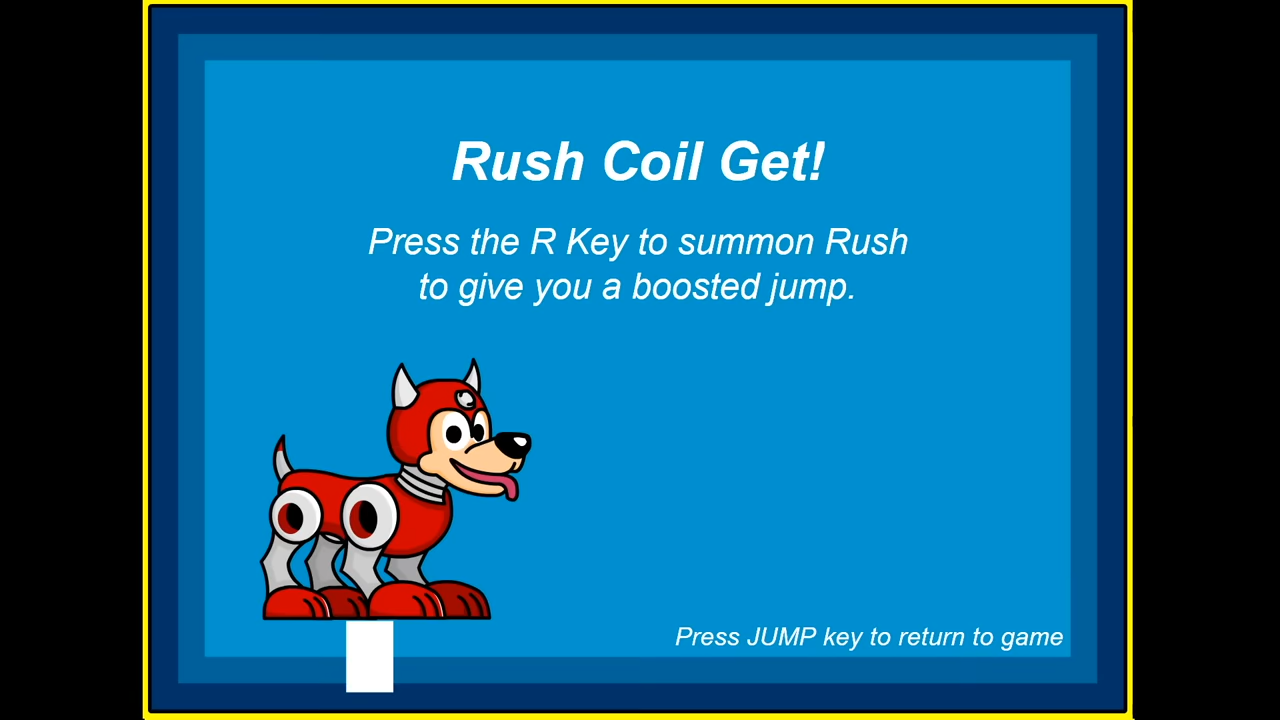 Rush Coil Get!
Press the R Key to summon Rush
to give you a boosted jump.
Press JUMP key to return to game